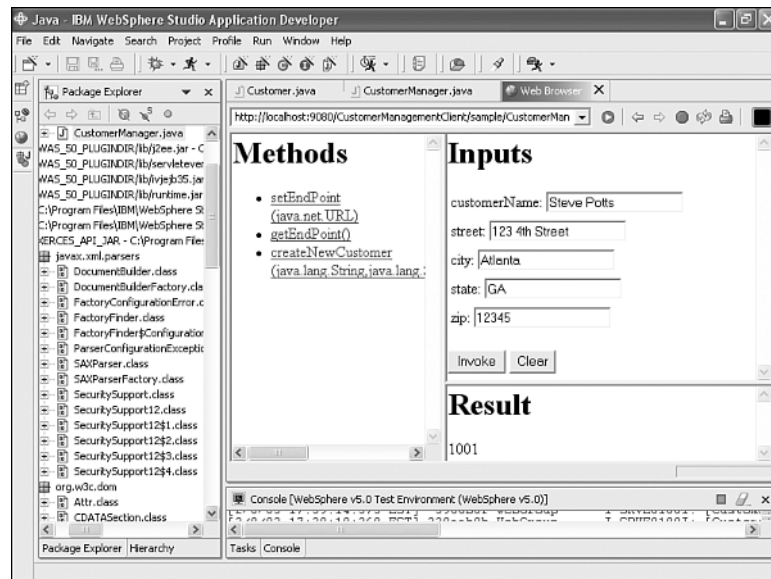 Java - IBM WebSphere Studio Application Developer
File Edit Navigate Search Project Profile Run Window Help
Package Explorer
CustomerManager.java
WAS_50_PLUGINDIR/lib/j2ee.jar - C
WAS_50_PLUGINDIR/lib/servletever
WAS_50_PLUGINDIR/lib/ivjejb35.jar
WAS_50_PLUGINDIR/lib/runtime.jar
C:\Program Files\IBM\WebSphere St
C:\Program Files\IBM\WebSphere St
XERCES_API_JAR - C:\Program Files
javax.xml.parsers
DocumentBuilder.class
DocumentBuilderFactory.cla
FactoryConfigurationError.c
FactoryFinder.class
FactoryFinder$Configuration
ParserConfigurationExceptic
SAXParser.class
SAXParserFactory.class
SecuritySupport.class
SecuritySupport12.class
SecuritySupport12$1.class
SecuritySupport12$2.class
SecuritySupport12$3.class
SecuritySupport12$4.class
org.w3c.dom
Attr.class
CDATASection.class
Package Explorer Hierarchy
Customer.java CustomerManager.java Web Browser
http://localhost:9080/CustomerManagementClient/sample/CustomerMan
Methods
setEndPoint
(java.net.URL)
getEndPoint()
createNewCustomer
(java.lang.String,java.lang.
Inputs
customerName: Steve Potts
street: 123 4th Street
city: Atlanta
state: GA
zip: 12345
Invoke Clear
Result
1001
Console [WebSphere v5.0 Test Environment (WebSphere v5.0)]
Tasks Console